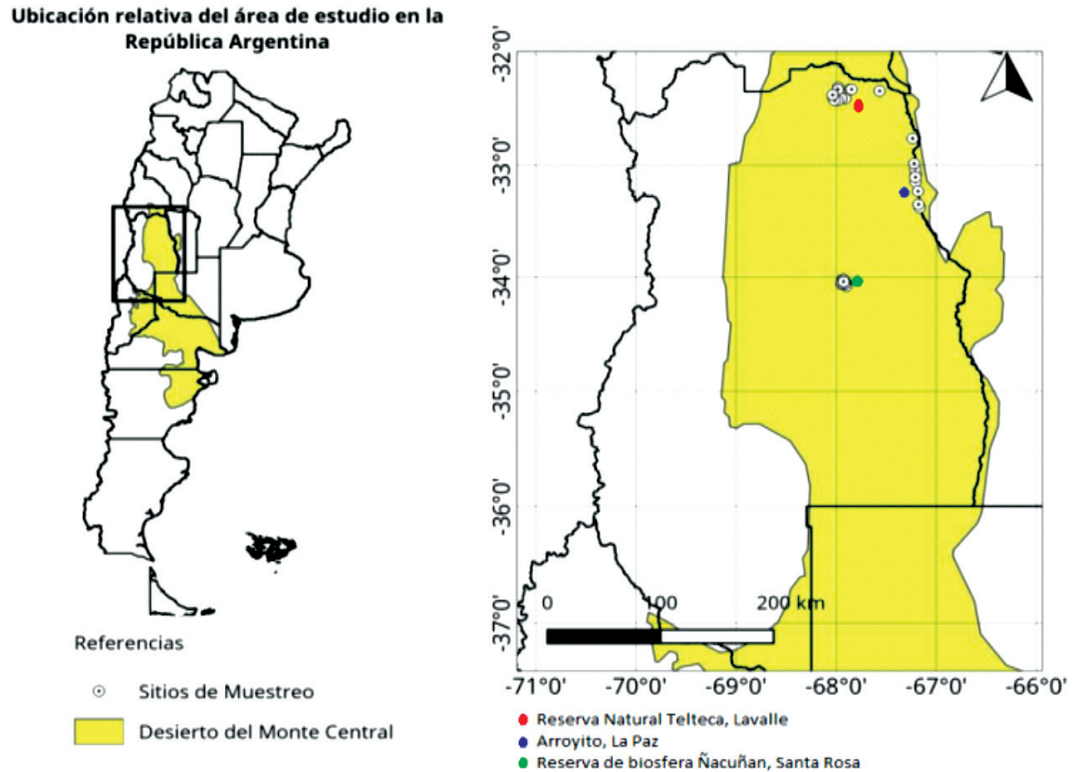 Ubicación relativa del área de estudio en la
República Argentina
Referencias
Sitios de Muestreo
Desierto del Monte Central
-32°0'
-33°0'
-34°0'
-35°0'
-36°0'
-37°0'
0 100 200 km
-71°0' -70°0' -69°0' -68°0' -67°0' -66°0'
Reserva Natural Telteca, Lavalle
Arroyito, La Paz
Reserva de biosfera Ñacuñan, Santa Rosa